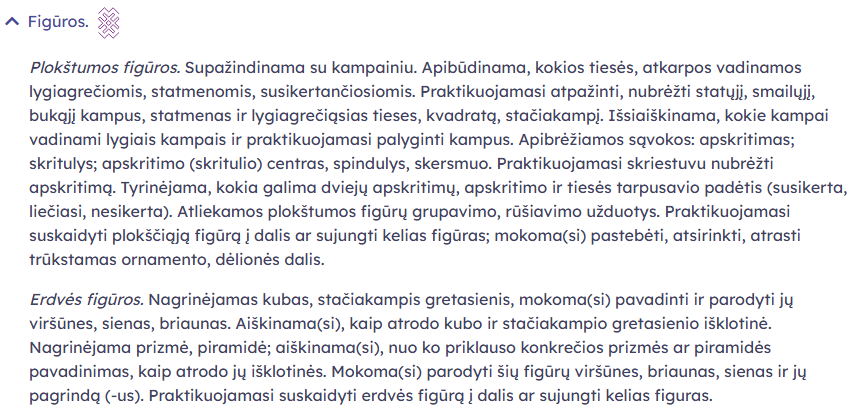 Figūros.
Plokštumos figūros. Supažindinama su kampainiu. Apibūdinama, kokios tiesės, atkarpos vadinamos
lygiagrečiomis, statmenomis, susikertančiosiomis. Praktikuojamasi atpažinti, nubrėžti statųjį, smailųjį,
bukąjį kampus, statmenas ir lygiagrečiąsias tieses, kvadratą, stačiakampį. Išsiaiškinama, kokie kampai
vadinami lygiais kampais ir praktikuojamasi palyginti kampus. Apibrėžiamos sąvokos: apskritimas;
skritulys; apskritimo (skritulio) centras, spindulys, skersmuo. Praktikuojamasi skriestuvu nubrėžti
apskritimą. Tyrinėjama, kokia galima dviejų apskritimų, apskritimo ir tiesės tarpusavio padėtis (susikerta,
liečiasi, nesikerta). Atliekamos plokštumos figūrų grupavimo, rūšiavimo užduotys. Praktikuojamasi
suskaidyti plokščiąją figūrą į dalis ar sujungti kelias figūras; mokoma(si) pastebėti, atsirinkti, atrasti
trūkstamas ornamento, dėlionės dalis.
Erdvės figūros. Nagrinėjamas kubas, stačiakampis gretasienis, mokoma(si) pavadinti ir parodyti jų
viršūnes, sienas, briaunas. Aiškinama(si), kaip atrodo kubo ir stačiakampio gretasienio išklotinė.
Nagrinėjama prizmė, piramidė; aiškinama(si), nuo ko priklauso konkrečios prizmės ar piramidės
pavadinimas, kaip atrodo jų išklotinės. Mokoma(si) parodyti šių figūrų viršūnes, briaunas, sienas ir jų
pagrindą (-us). Praktikuojamasi suskaidyti erdvės figūrą į dalis ar sujungti kelias figuras.